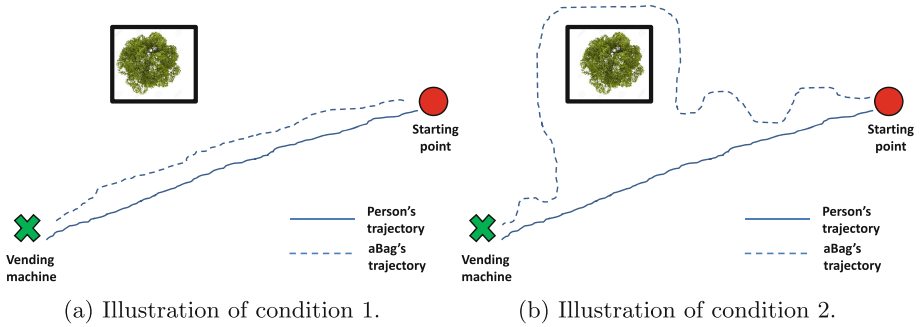 Starting
point
Person's
trajectory
aBag's
trajectory
Vending
machine
(a) Illustration of condition 1.
Starting
point
Person's
trajectory
aBag's
trajectory
Vending
machine
(b) Illustration of condition 2.